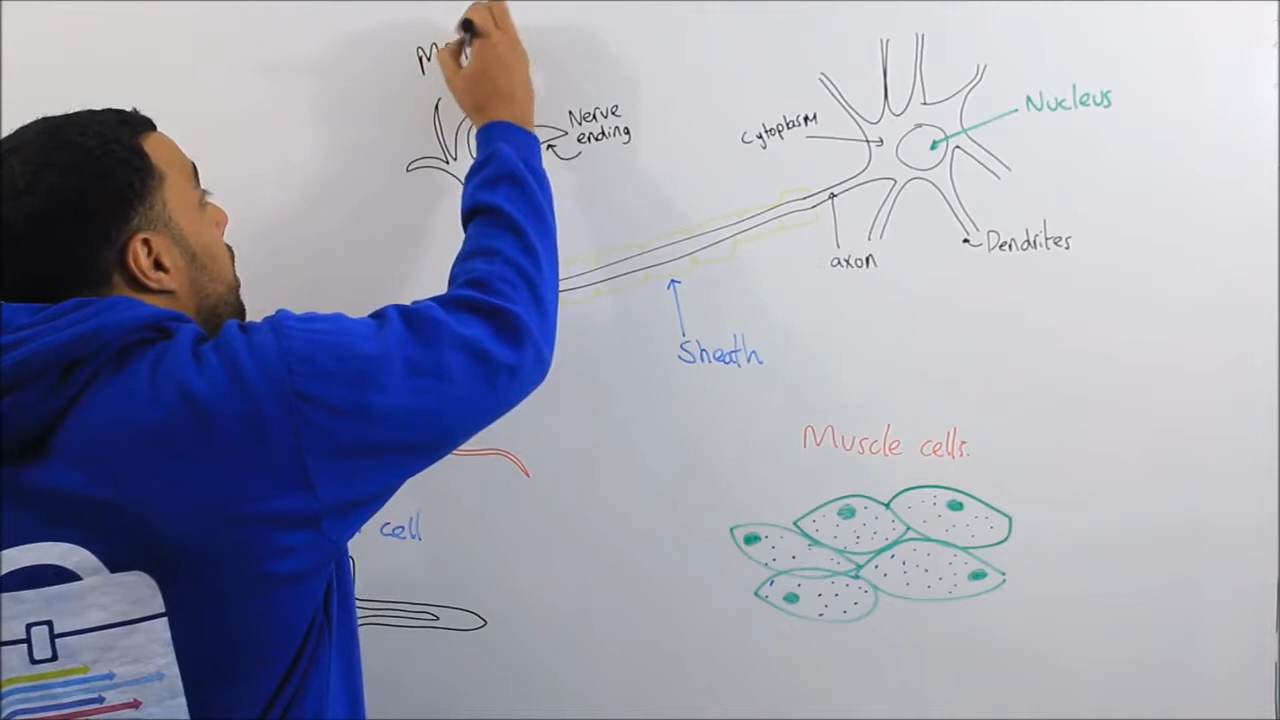 Nerve
ending
cytoplasm
Nucleus
Dendrites
axon
Sheath
Muscle cells.
cell